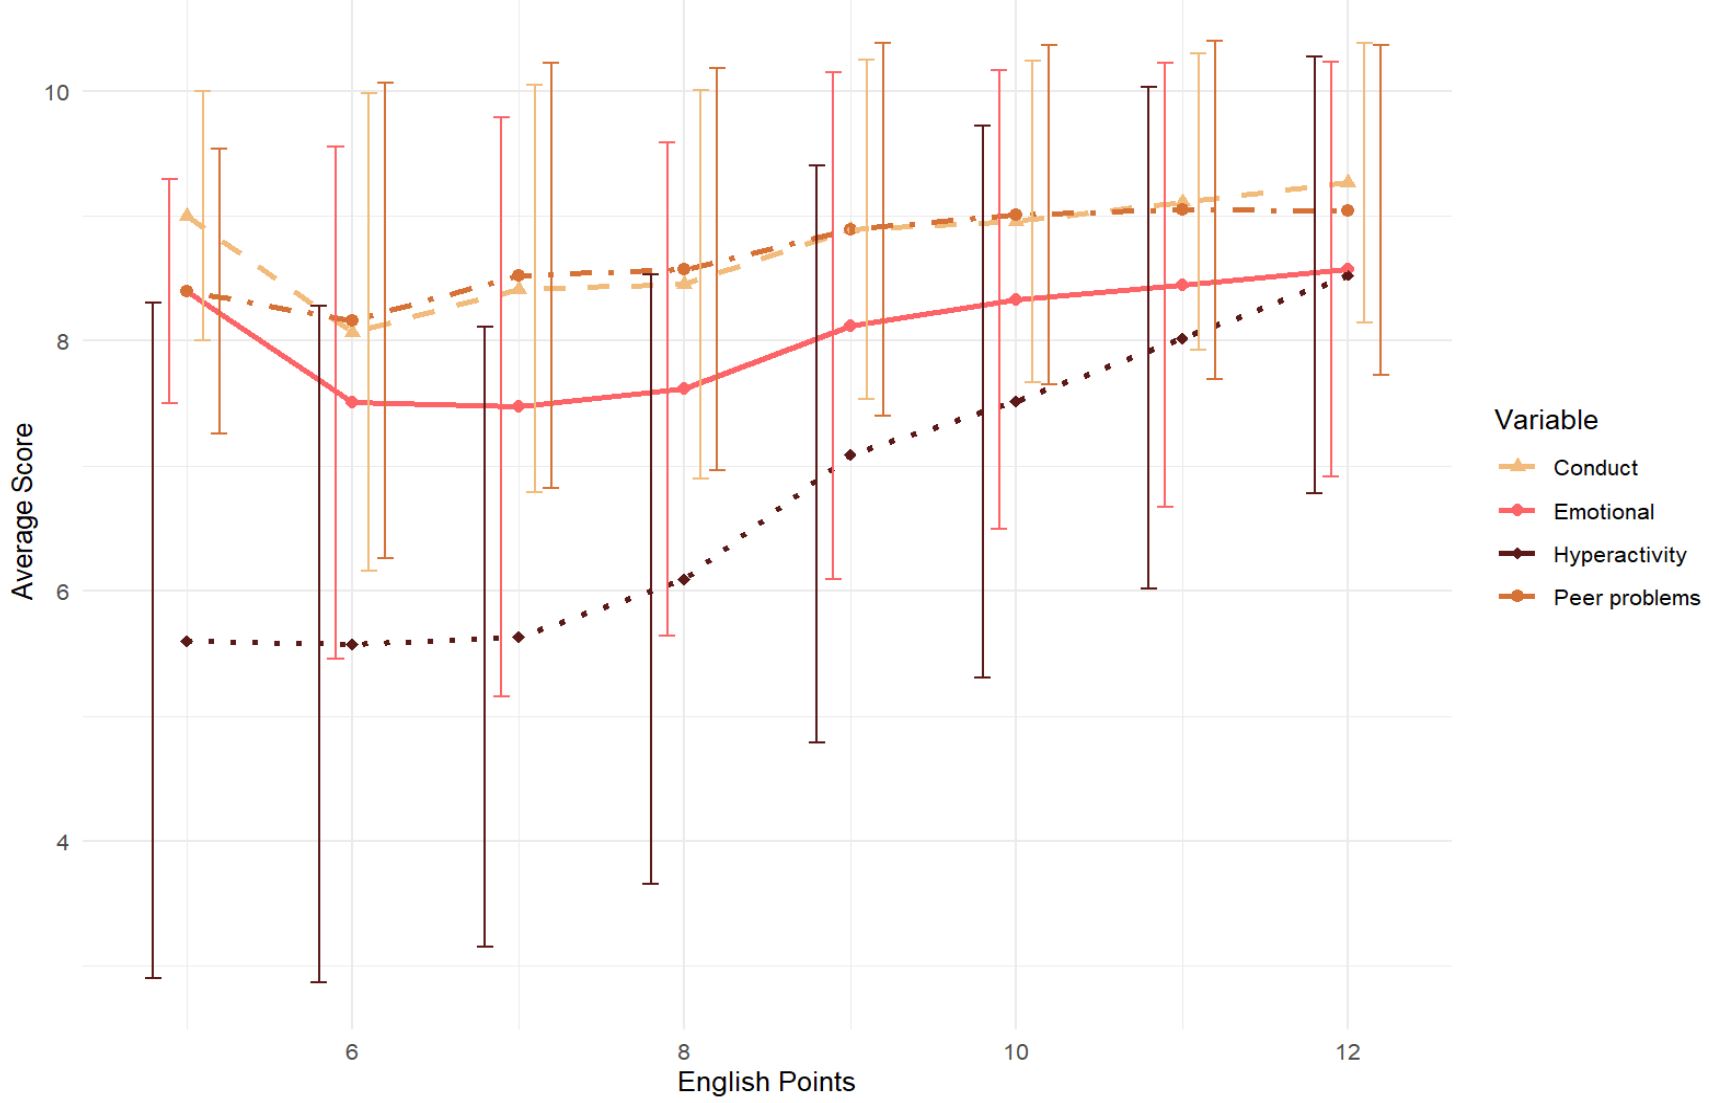 10
8
6
4
Average Score
6
8
10
12
English Points
Variable
Conduct
Emotional
Hyperactivity
Peer problems